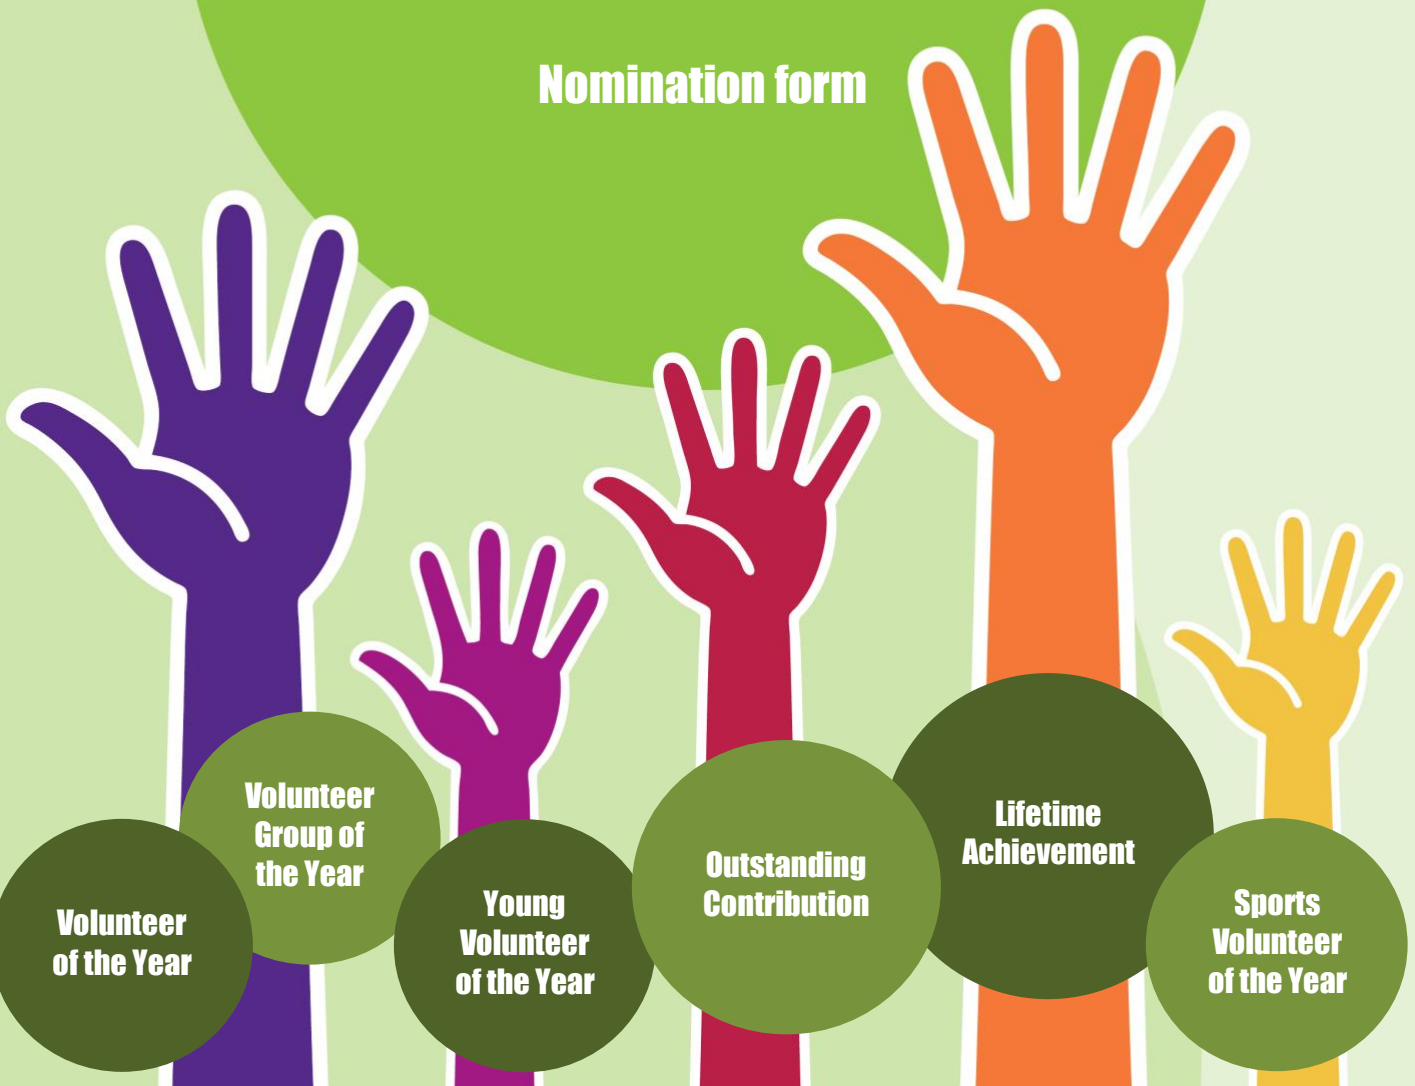 Nomination form
Volunteer
of the Year
Volunteer
Group of
the Year
Young
Volunteer
of the Year
Outstanding
Contribution
Lifetime
Achievement
Sports
Volunteer
of the Year